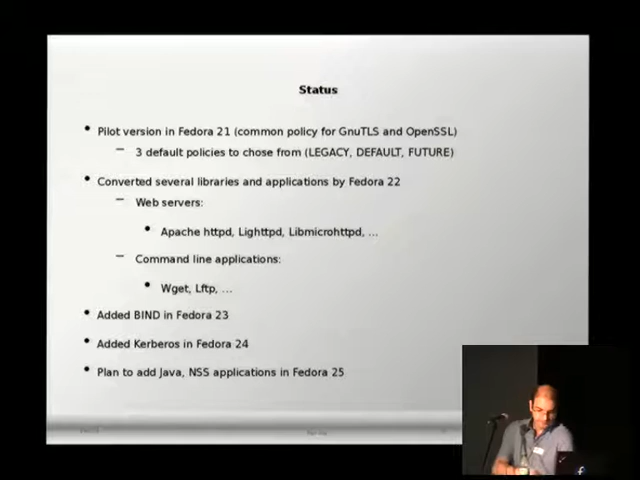 Status
• Pilot version in Fedora 21 (common policy for GnuTLS and OpenSSL)
– 3 default policies to chose from (LEGACY, DEFAULT, FUTURE)
• Converted several libraries and applications by Fedora 22
– Web servers:
• Apache httpd, Lighttpd, Libmicrohttpd, ...
– Command line applications:
• Wget, Lftp, ...
• Added BIND in Fedora 23
• Added Kerberos in Fedora 24
• Plan to add Java, NSS applications in Fedora 25